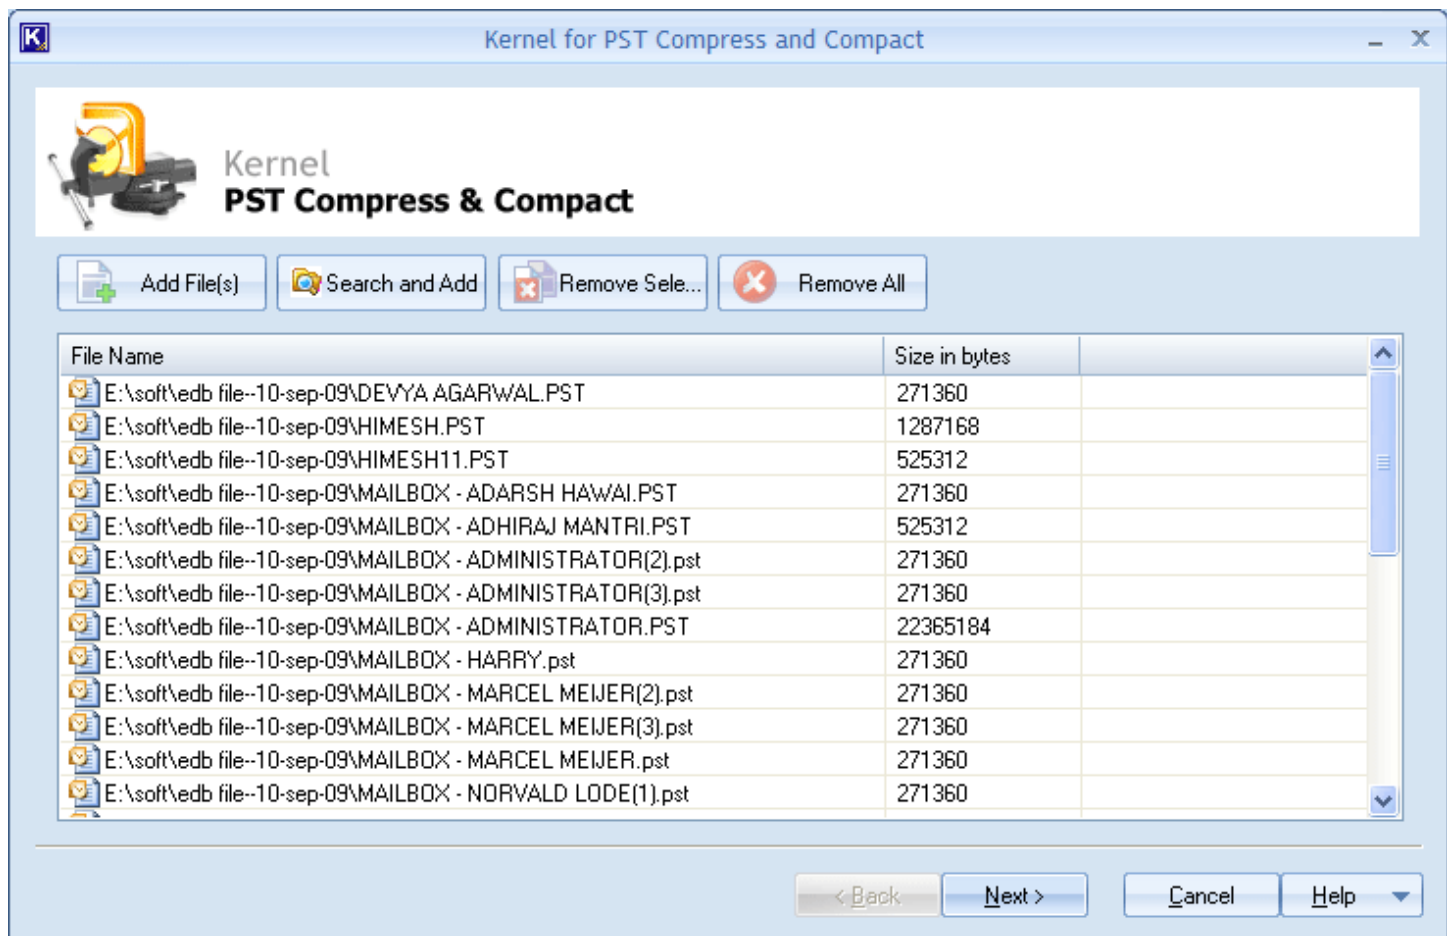 Kernel for PST Compress and Compact
Kernel
PST Compress & Compact
Add File(s) Search and Add Remove Sele... Remove All
File Name Size in bytes
E:\soft\edb file--10-sep-09\DEVYA AGARWAL.PST 271360
E:\soft\edb file--10-sep-09\HIMESH.PST 1287168
E:\soft\edb file--10-sep-09\HIMESH11.PST 525312
E:\soft\edb file--10-sep-09\MAILBOX - ADARSH HAWAI.PST 271360
E:\soft\edb file--10-sep-09\MAILBOX - ADHIRAJ MANTRI.PST 525312
E:\soft\edb file--10-sep-09\MAILBOX - ADMINISTRATOR(2).pst 271360
E:\soft\edb file--10-sep-09\MAILBOX - ADMINISTRATOR(3).pst 271360
E:\soft\edb file--10-sep-09\MAILBOX - ADMINISTRATOR.PST 22365184
E:\soft\edb file--10-sep-09\MAILBOX - HARRY.pst 271360
E:\soft\edb file--10-sep-09\MAILBOX - MARCEL MEIJER(2).pst 271360
E:\soft\edb file--10-sep-09\MAILBOX - MARCEL MEIJER(3).pst 271360
E:\soft\edb file--10-sep-09\MAILBOX - MARCEL MEIJER.pst 271360
E:\soft\edb file--10-sep-09\MAILBOX - NORVALD LODE(1).pst 271360
< Back Next > Cancel Help